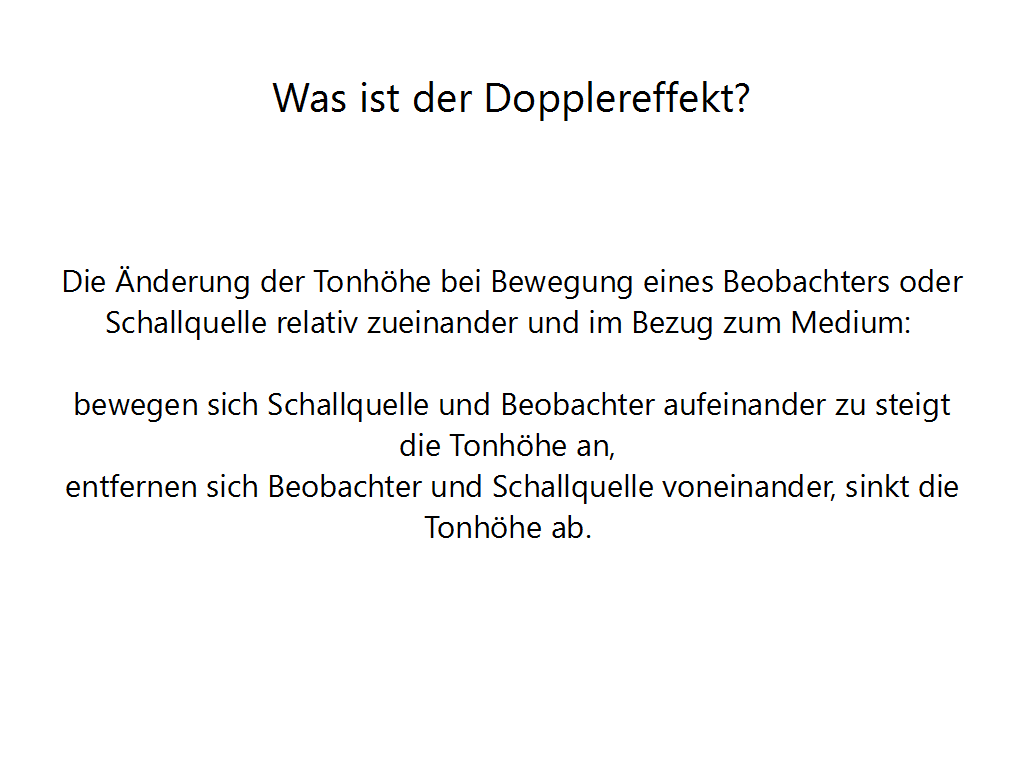 Was ist der Dopplereffekt?
Die Änderung der Tonhöhe bei Bewegung eines Beobachters oder
Schallquelle relativ zueinander und im Bezug zum Medium:
bewegen sich Schallquelle und Beobachter aufeinander zu steigt
die Tonhöhe an,
entfernen sich Beobachter und Schallquelle voneinander, sinkt die
Tonhöhe ab.